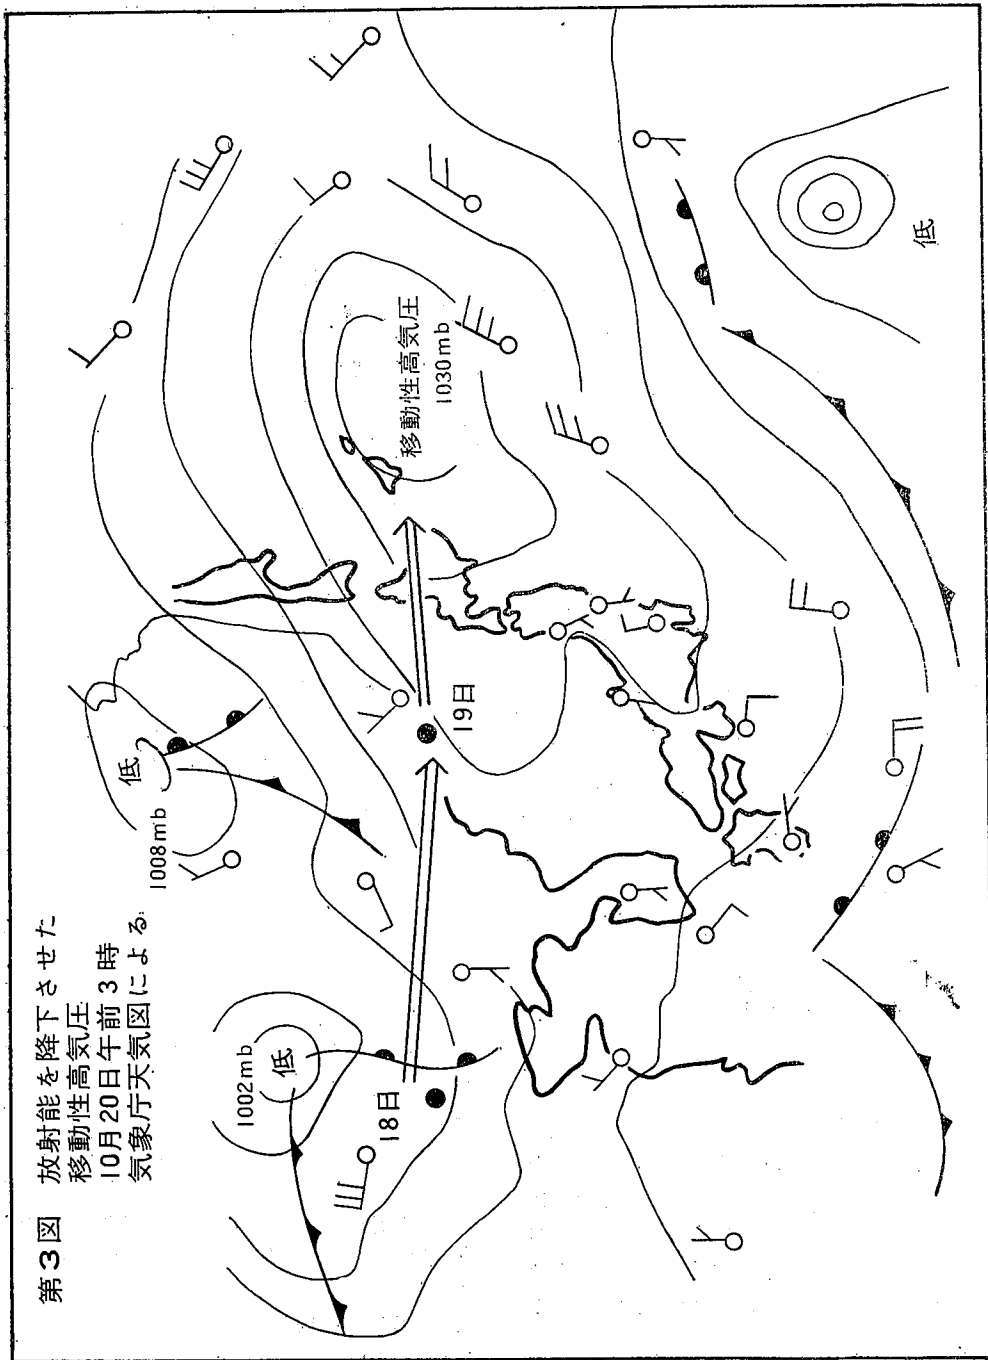 第3図 放射能を降下させた
移動性高気圧
10月20日午前3時
気象庁天気図による
1002mb
低
1008mb
低
18日
19日
移動性高気圧
1030mb
低